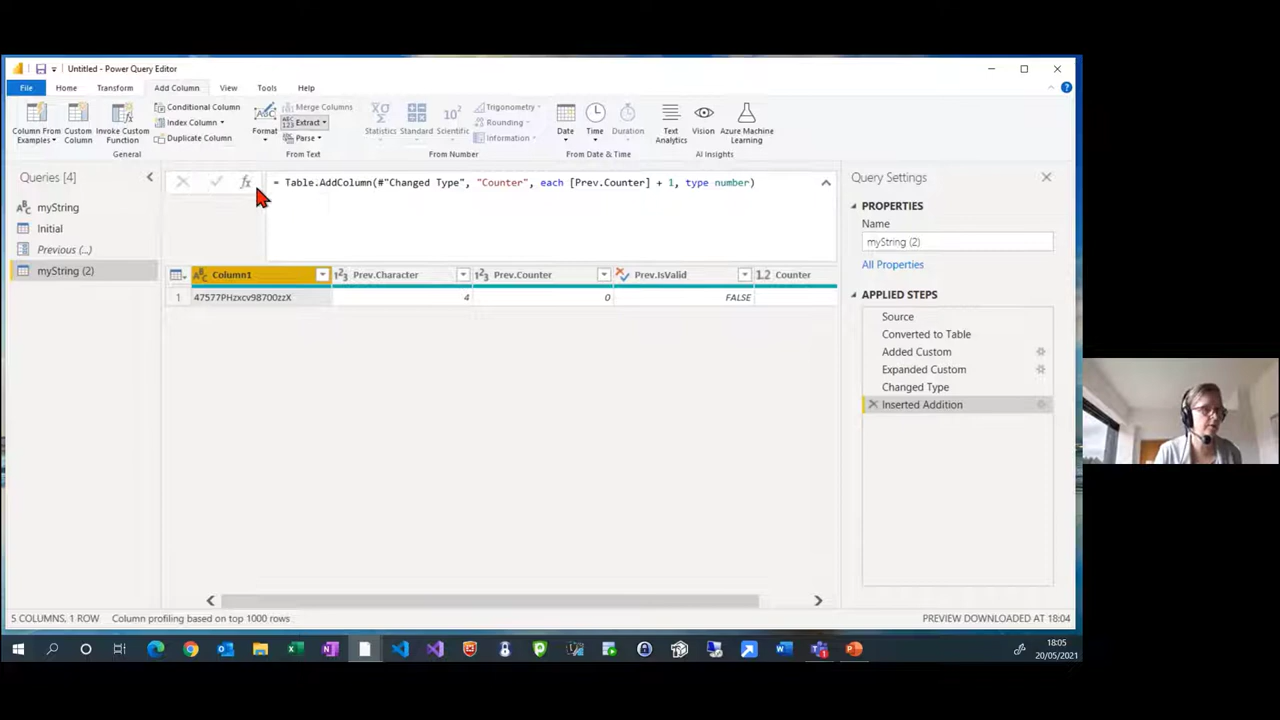 Untitled - Power Query Editor
File Home Transform Add Column View Tools Help
Column From Examples
Custom Column
Invoke Custom Function
Conditional Column
Index Column
Duplicate Column
General
Format
Merge Columns
ABC 123 Extract
Parse
From Text
Statistics
Standard
Scientific
Trigonometry
Rounding
Information
From Number
Date
Time
Duration
From Date & Time
Text Analytics
Vision
Azure Machine Learning
AI Insights
Queries [4]
myString
Initial
Previous (...)
myString (2)
= Table.AddColumn(#"Changed Type", "Counter", each [Prev.Counter] + 1, type number)
Column1 Prev.Character Prev.Counter Prev.IsValid 1.2 Counter
1 47577PHzxcv98700zzX 4 0 FALSE
Query Settings
PROPERTIES
Name
myString (2)
All Properties
APPLIED STEPS
Source
Converted to Table
Added Custom
Expanded Custom
Changed Type
Inserted Addition
5 COLUMNS, 1 ROW Column profiling based on top 1000 rows
PREVIEW DOWNLOADED AT 18:04
18:05
20/05/2021